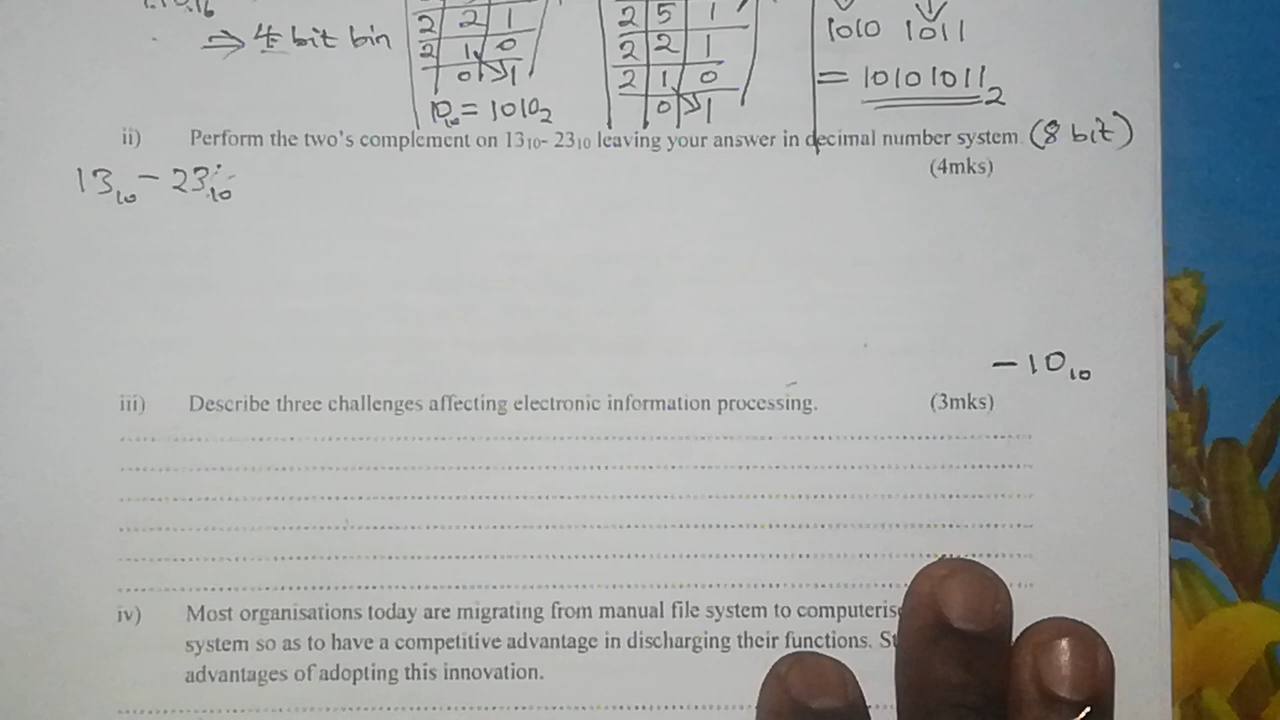 ⇒ 4 bit bin
2 2 1
2 1 0
0 1
10₁₀ = 1010₂
2 5 1
2 2 1
2 1 0
0 1
1010 1011
= 10101011₂
ii) Perform the two's complement on 13₁₀- 23₁₀ leaving your answer in decimal number system (8 bit)
(4mks)
13₁₀ - 23₁₀
-10₁₀
iii) Describe three challenges affecting electronic information processing. (3mks)
iv) Most organisations today are migrating from manual file system to
system so as to have a competitive advantage in discharging their functions.
advantages of adopting this innovation.